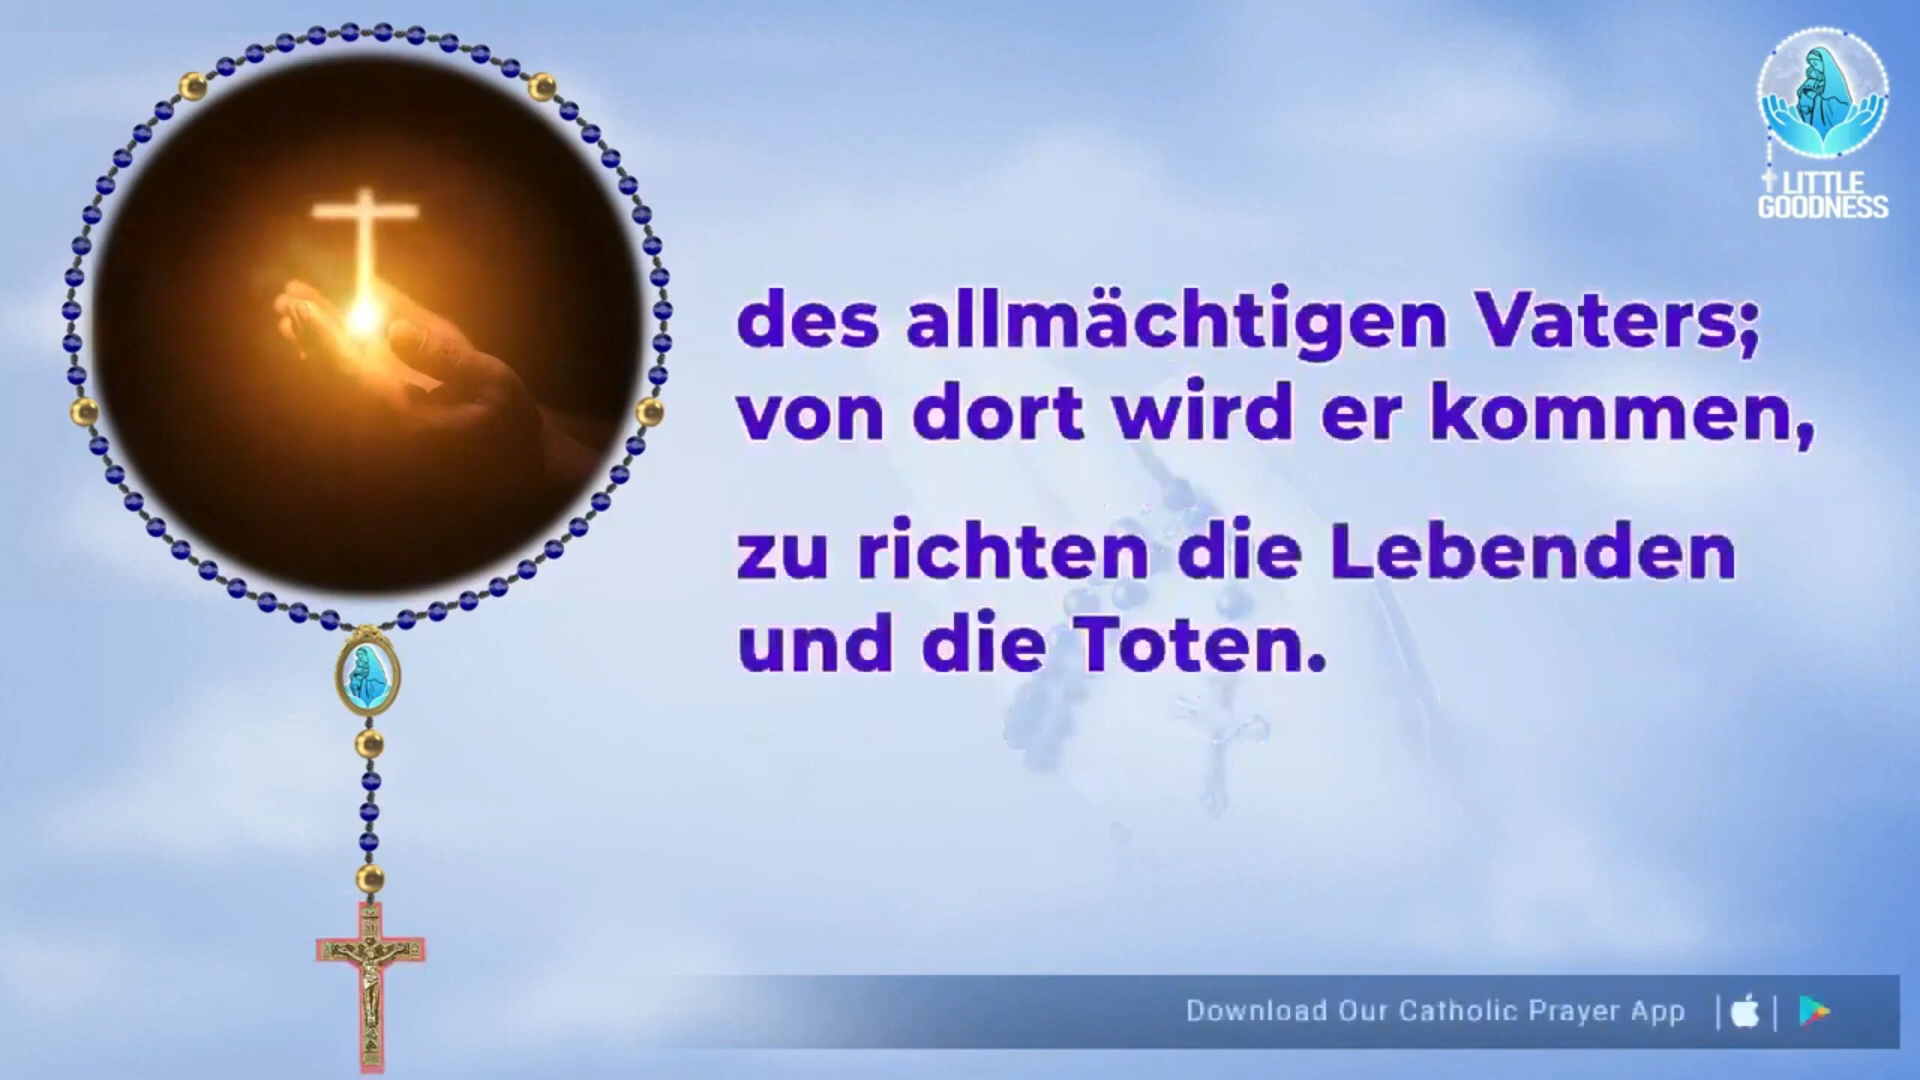 LITTLE
GOODNESS
des allmächtigen Vaters;
von dort wird er kommen,
zu richten die Lebenden
und die Toten.
Download Our Catholic Prayer App